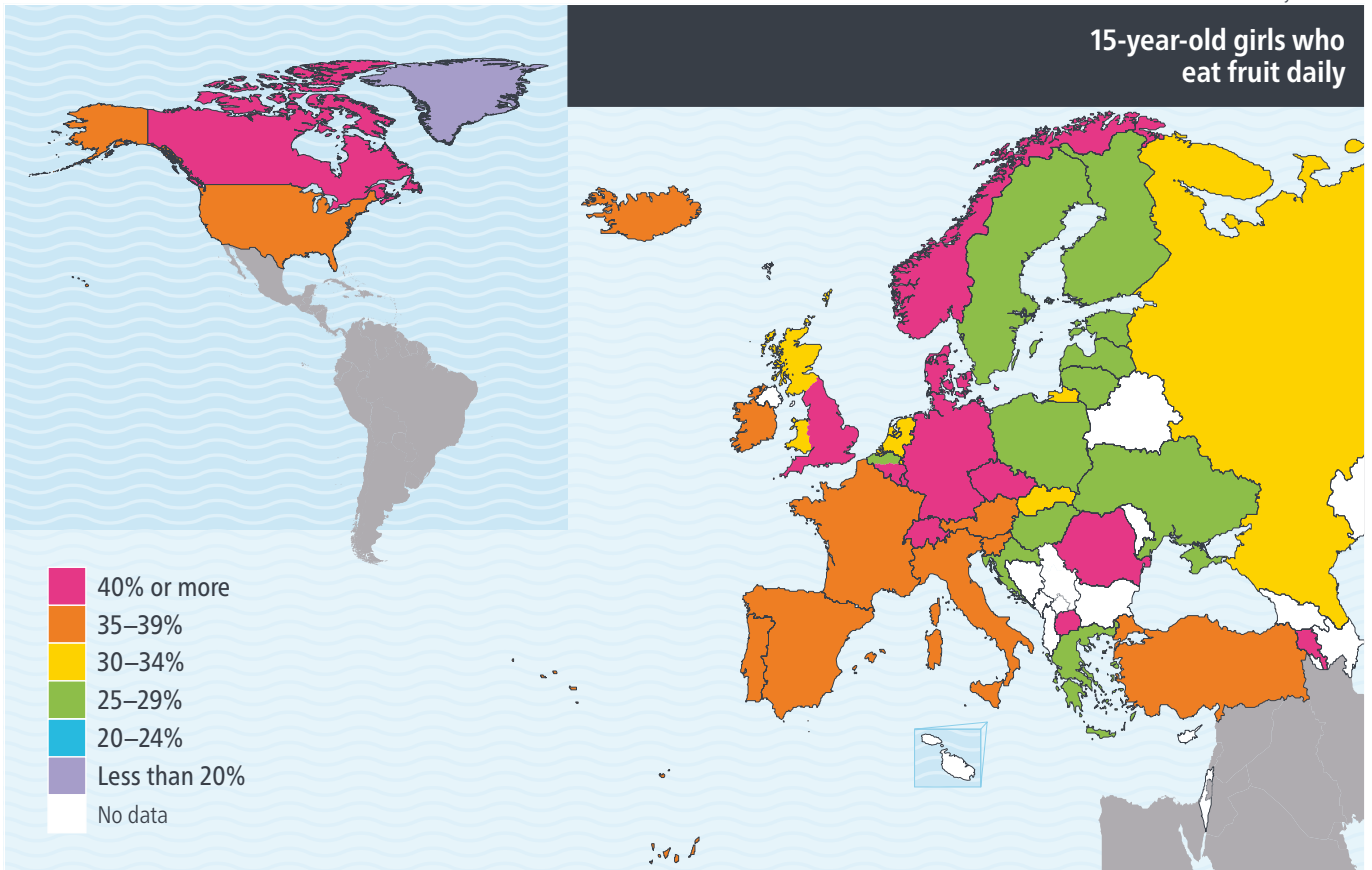 15-year-old girls who
eat fruit daily
40% or more
35–39%
30–34%
25–29%
20–24%
Less than 20%
No data